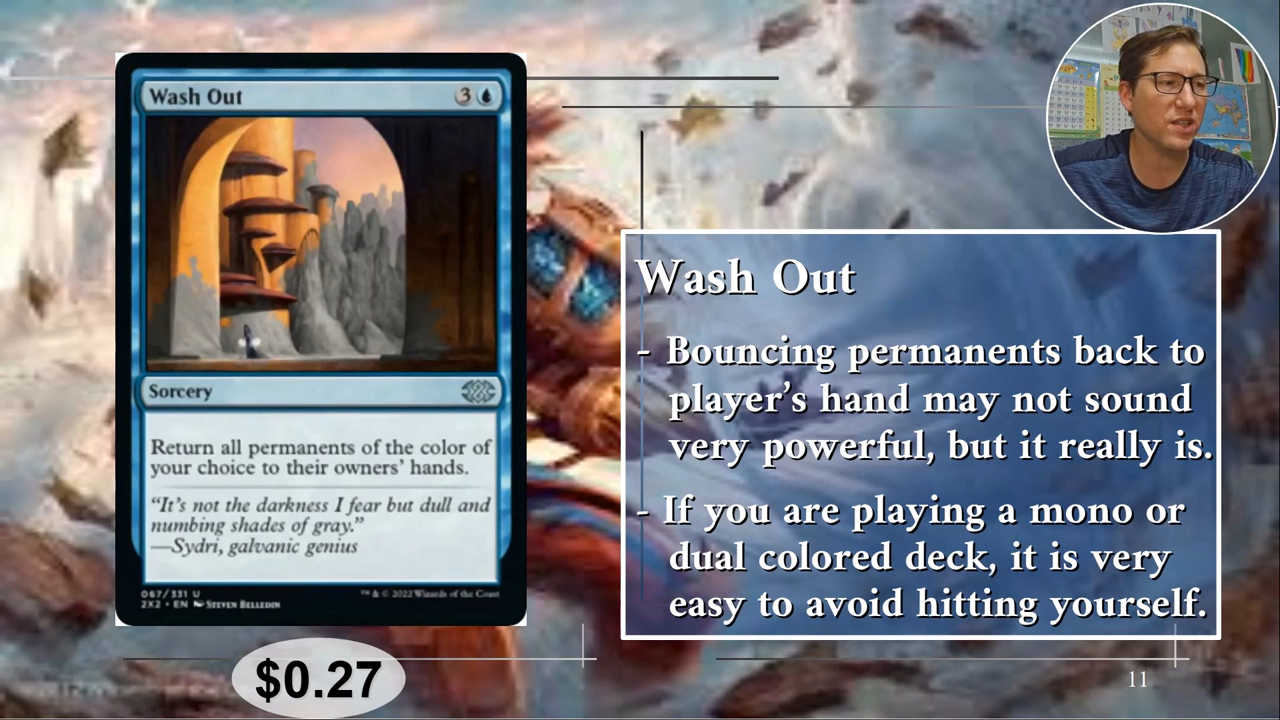 Wash Out 3
Sorcery
Return all permanents of the color of
your choice to their owners' hands.
“It's not the darkness I fear but dull and
numbing shades of gray.”
—Sydri, galvanic genius
067/331 U
2X2 • EN STEVEN BELLEDIN
™ & © 2022 Wizards of the Coast
$0.27
Wash Out
- Bouncing permanents back to
player's hand may not sound
very powerful, but it really is.
- If you are playing a mono or
dual colored deck, it is very
easy to avoid hitting yourself.
11